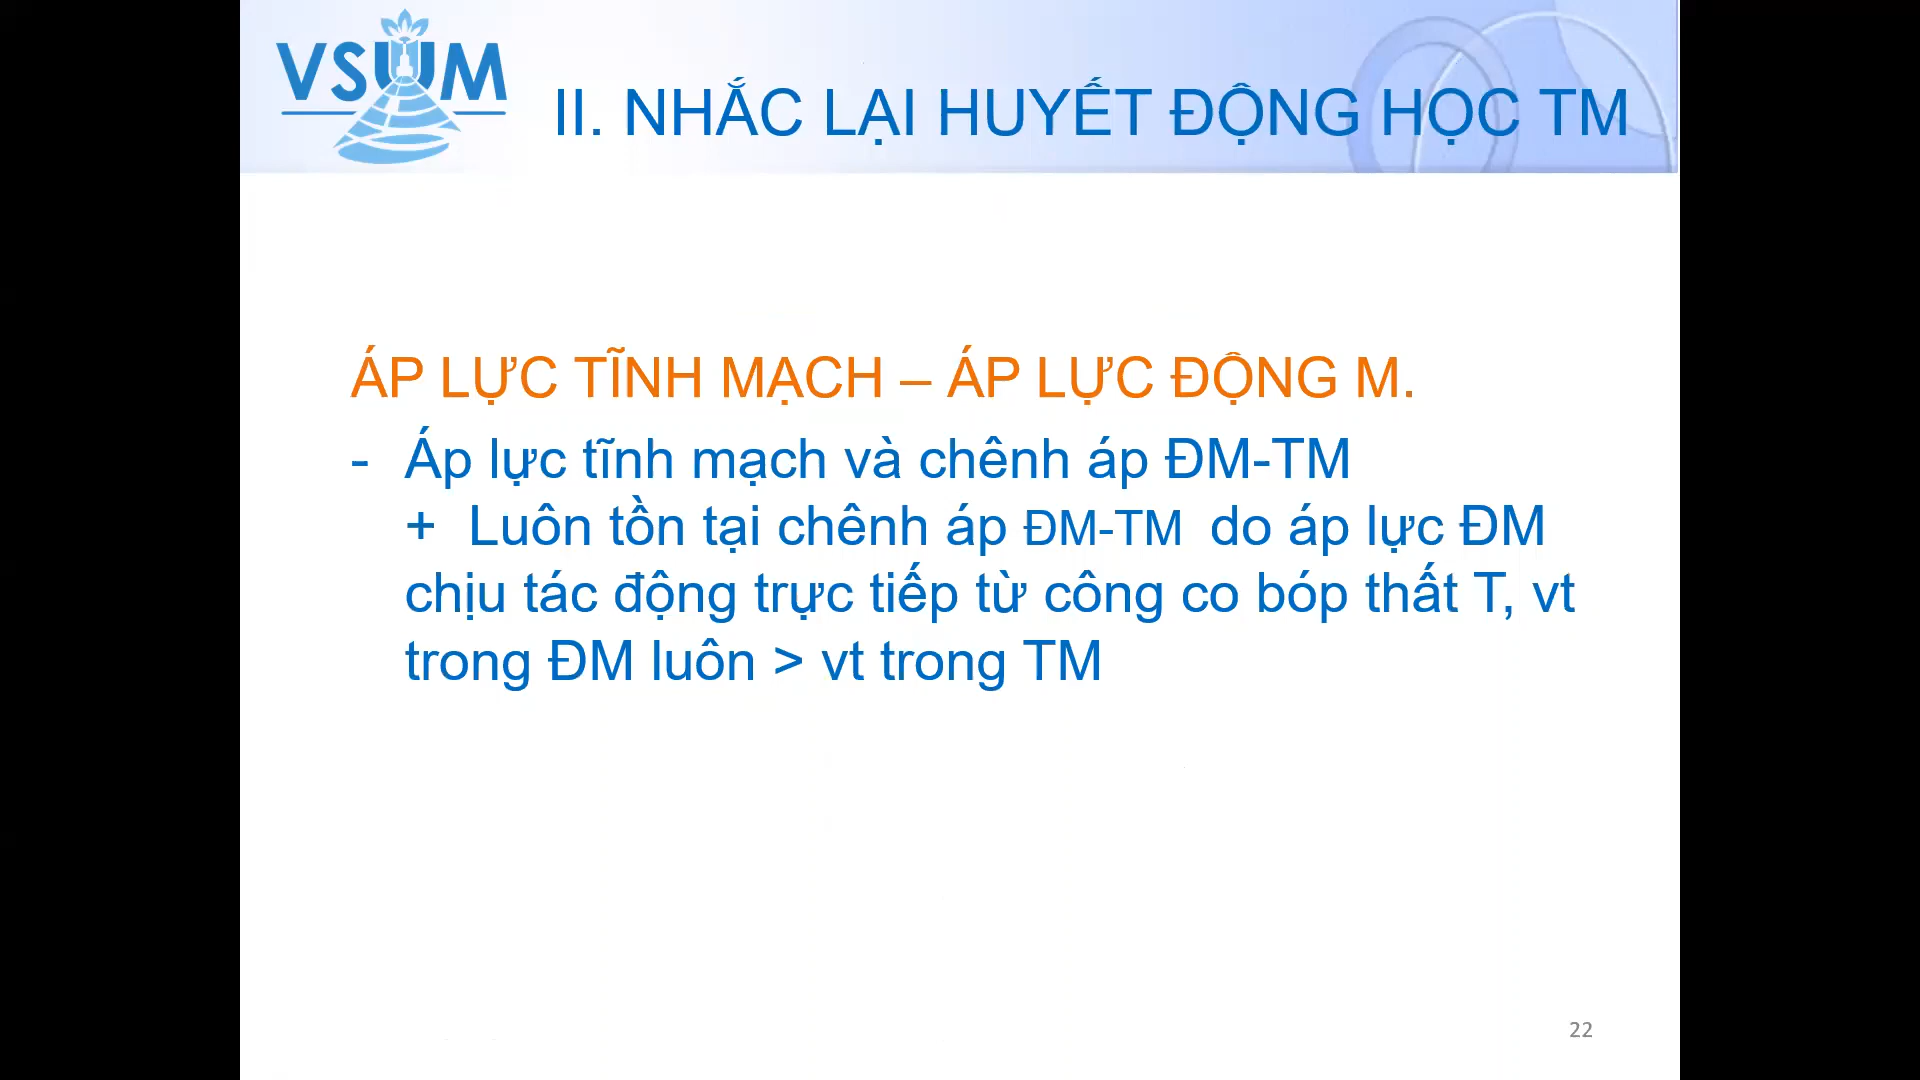 VSUM
II. NHẮC LẠI HUYẾT ĐỘNG HỌC TM
ÁP LỰC TĨNH MẠCH – ÁP LỰC ĐỘNG M.
- Áp lực tĩnh mạch và chênh áp ĐM-TM
+ Luôn tồn tại chênh áp ĐM-TM do áp lực ĐM
chịu tác động trực tiếp từ công co bóp thất T, vt
trong ĐM luôn > vt trong TM
22